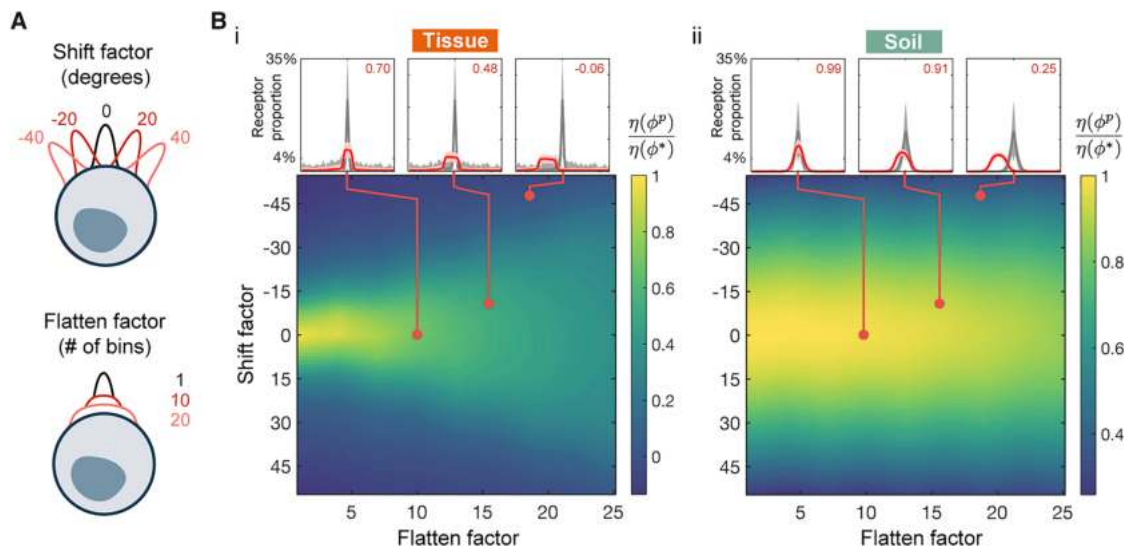 A
Shift factor
(degrees)
0
-20
20
-40
40
Flatten factor
(# of bins)
1
10
20
B
i
Tissue
35%
Receptor
proportion
4%
0.70
0.48
-0.06
η(ϕᵖ)
η(ϕ*)
Shift factor
-45
-30
-15
0
15
30
45
5
10
15
20
25
Flatten factor
1
0.8
0.6
0.4
0.2
0
ii
Soil
0.99
0.91
0.25
η(ϕᵖ)
η(ϕ*)
-45
-30
-15
0
15
30
45
5
10
15
20
25
Flatten factor
1
0.8
0.6
0.4